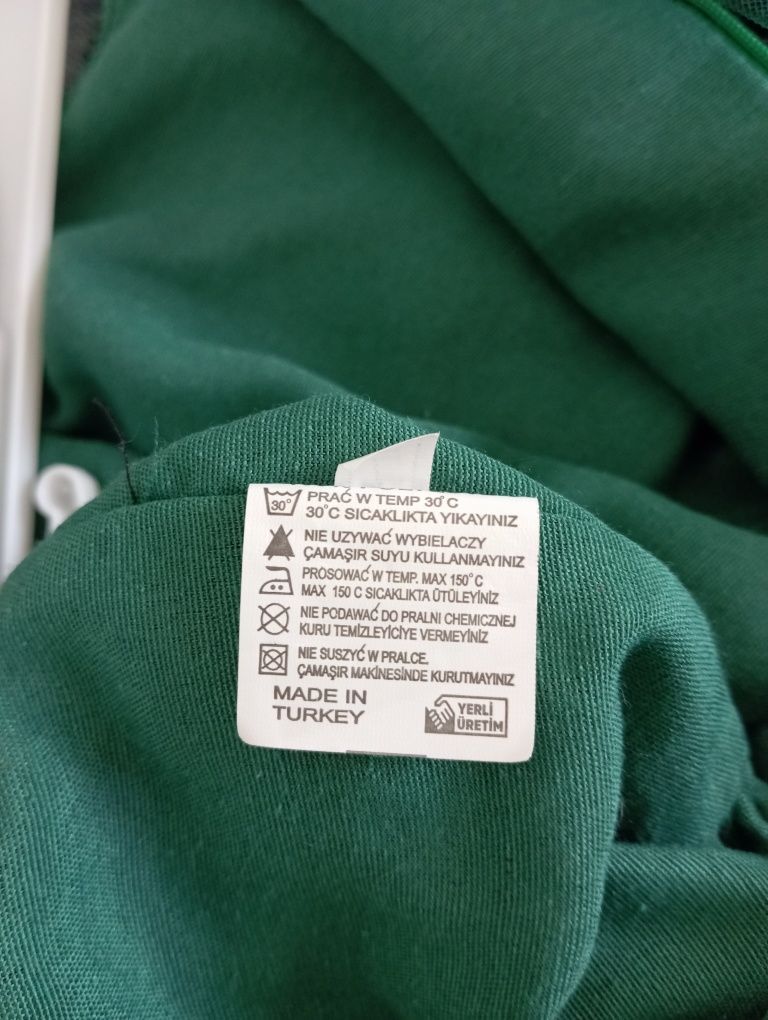 30°
PRAĆ W TEMP 30°C
30°C SICAKLIKTA YIKAYINIZ
NIE UZYWAĆ WYBIELACZY
ÇAMAŞIR SUYU KULLANMAYINIZ
PROSOWAĆ W TEMP. MAX 150°C
MAX 150 C SICAKLIKTA ÜTÜLEYİNİZ
NIE PODAWAĆ DO PRALNI CHEMICZNEJ
KURU TEMİZLEYİCİYE VERMEYİNİZ
NIE SUSZYĆ W PRALCE.
ÇAMAŞIR MAKİNESİNDE KURUTMAYINIZ
MADE IN
TURKEY
YERLİ
ÜRETİM